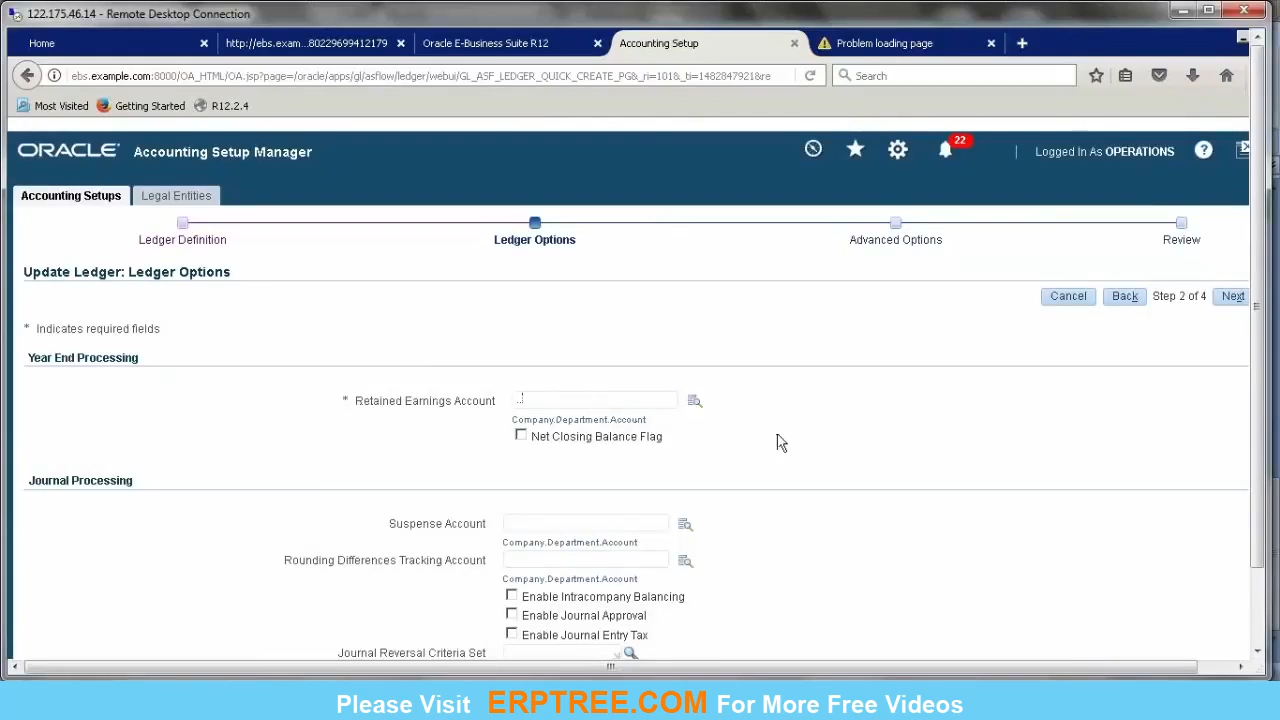 122.175.46.14 - Remote Desktop Connection
Home
http://ebs.exam...80229699412179
Oracle E-Business Suite R12
Accounting Setup
Problem loading page
ebs.example.com:8000/OA_HTML/OA.jsp?page=/oracle/apps/gl/asflow/ledger/webui/GL_ASF_LEDGER_QUICK_CREATE_PG&_ri=101&_ti=1482947921&re
Search
Most Visited
Getting Started
R12.2.4
ORACLE
Accounting Setup Manager
22
Logged In As OPERATIONS
Accounting Setups
Legal Entities
Ledger Definition
Ledger Options
Advanced Options
Review
Update Ledger: Ledger Options
Cancel
Back
Step 2 of 4
Next
* Indicates required fields
Year End Processing
* Retained Earnings Account
..
Company.Department.Account
Net Closing Balance Flag
Journal Processing
Suspense Account
Company.Department.Account
Rounding Differences Tracking Account
Company.Department.Account
Enable Intracompany Balancing
Enable Journal Approval
Enable Journal Entry Tax
Journal Reversal Criteria Set
Please Visit ERPTREE.COM For More Free Videos